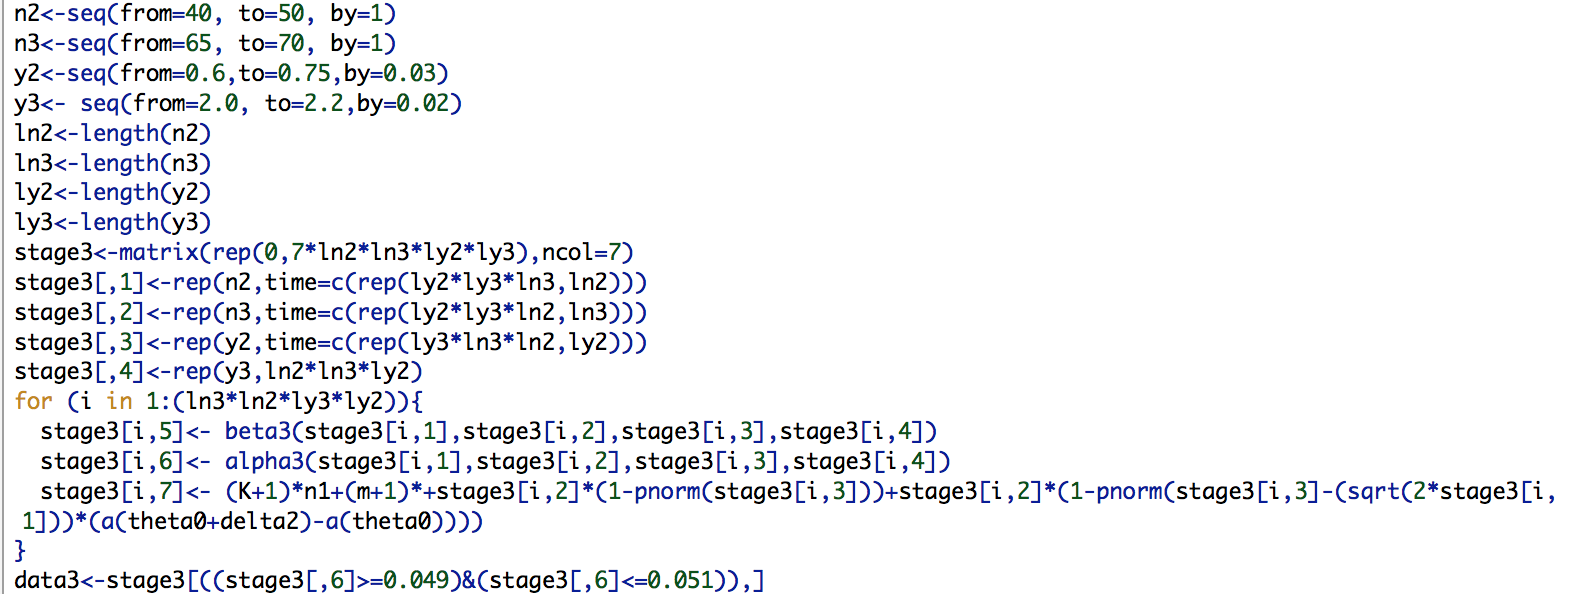 n2<-seq(from=40, to=50, by=1)
n3<-seq(from=65, to=70, by=1)
y2<-seq(from=0.6,to=0.75,by=0.03)
y3<- seq(from=2.0, to=2.2,by=0.02)
ln2<-length(n2)
ln3<-length(n3)
ly2<-length(y2)
ly3<-length(y3)
stage3<-matrix(rep(0,7*ln2*ln3*ly2*ly3),ncol=7)
stage3[,1]<-rep(n2,time=c(rep(ly2*ly3*ln3,ln2)))
stage3[,2]<-rep(n3,time=c(rep(ly2*ly3*ln2,ln3)))
stage3[,3]<-rep(y2,time=c(rep(ly3*ln3*ln2,ly2)))
stage3[,4]<-rep(y3,ln2*ln3*ly2)
for (i in 1:(ln3*ln2*ly3*ly2)){
  stage3[i,5]<- beta3(stage3[i,1],stage3[i,2],stage3[i,3],stage3[i,4])
  stage3[i,6]<- alpha3(stage3[i,1],stage3[i,2],stage3[i,3],stage3[i,4])
  stage3[i,7]<- (K+1)*n1+(m+1)*+stage3[i,2]*(1-pnorm(stage3[i,3]))+stage3[i,2]*(1-pnorm(stage3[i,3]-(sqrt(2*stage3[i,
1]))*(a(theta0+delta2)-a(theta0))))
}
data3<-stage3[((stage3[,6]>=0.049)&(stage3[,6]<=0.051)),]